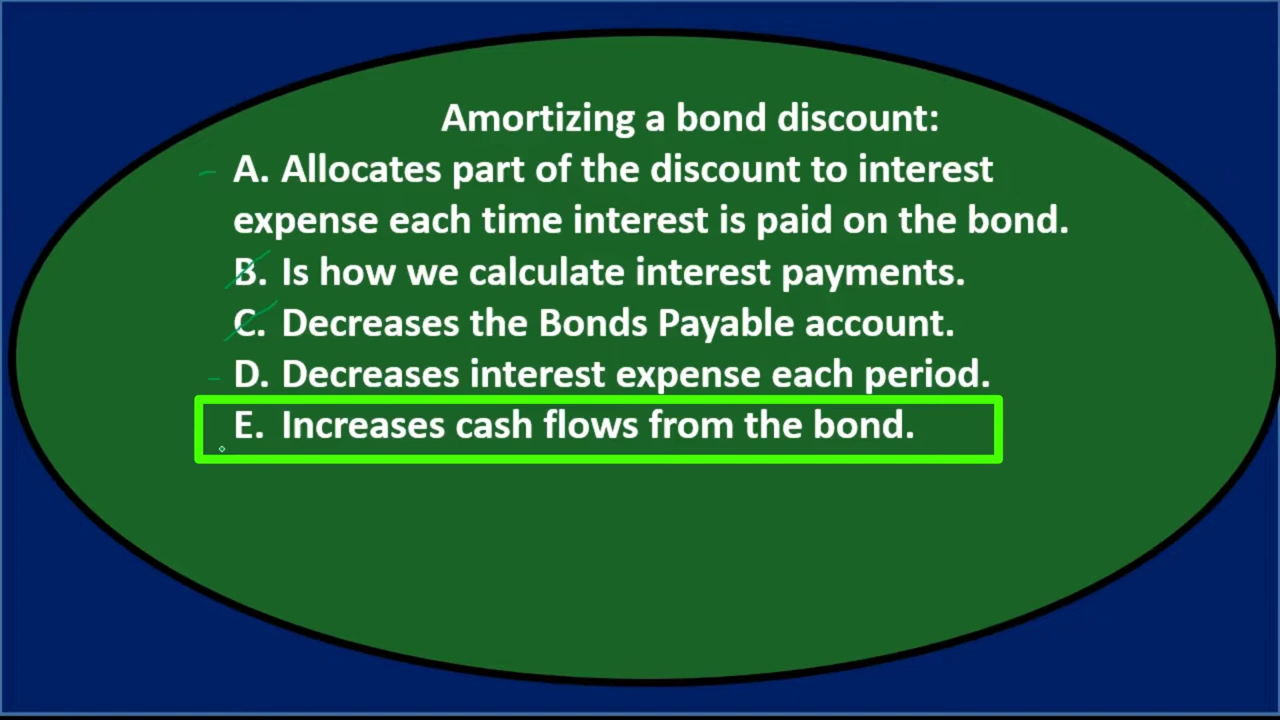 Amortizing a bond discount:
A. Allocates part of the discount to interest
expense each time interest is paid on the bond.
B. Is how we calculate interest payments.
C. Decreases the Bonds Payable account.
D. Decreases interest expense each period.
E. Increases cash flows from the bond.